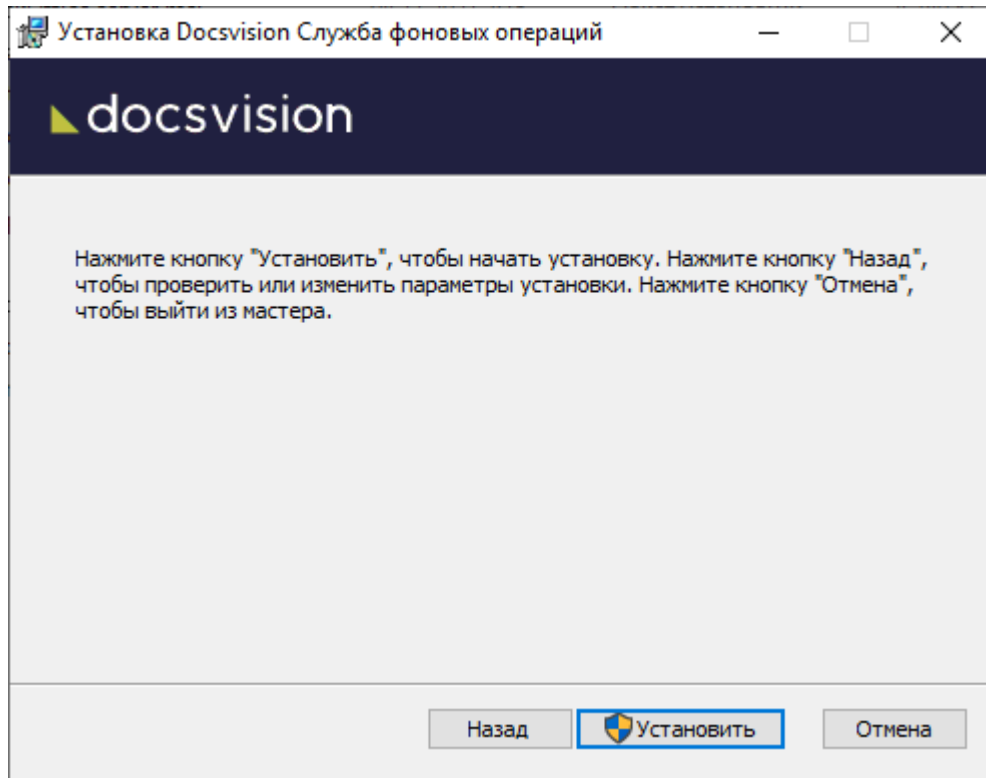 Установка Docsvision Служба фоновых операций
docsvision
Нажмите кнопку "Установить", чтобы начать установку. Нажмите кнопку "Назад",
чтобы проверить или изменить параметры установки. Нажмите кнопку "Отмена",
чтобы выйти из мастера.
Назад
Установить
Отмена